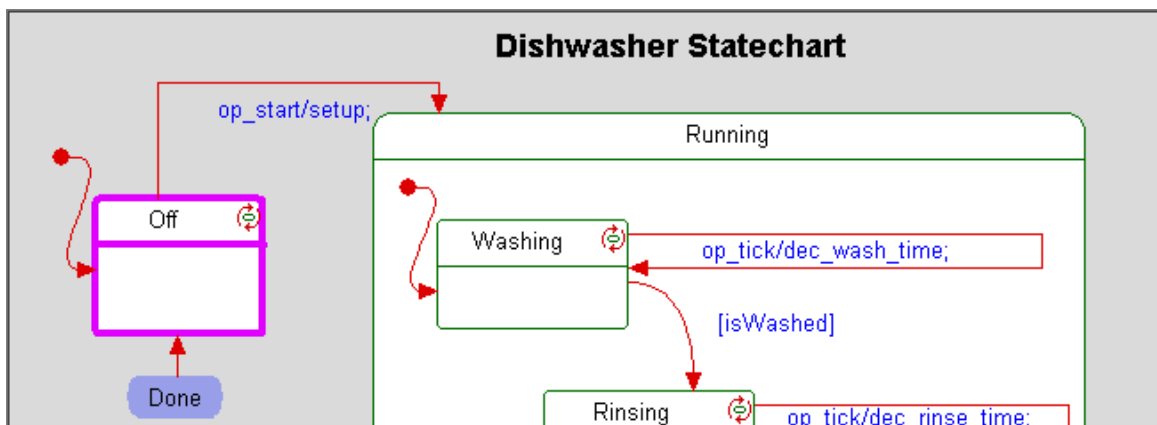 Dishwasher Statechart
op_start/setup;
Running
Off
Washing
op_tick/dec_wash_time;
[isWashed]
Done
Rinsing
op_tick/dec_rinse_time;